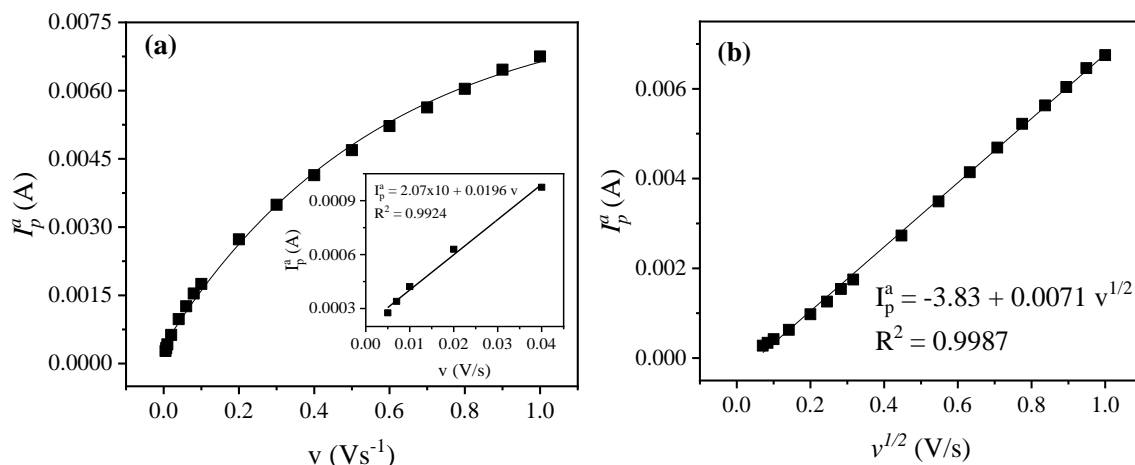 (a)
0.0075
0.0060
0.0045
0.0030
0.0015
0.0000
I_p^a (A)
0.0 0.2 0.4 0.6 0.8 1.0
v (Vs⁻¹)
I_p^a = 2.07x10 + 0.0196 v
R² = 0.9924
0.0009
0.0006
0.0003
I_p^a (A)
0.01 0.02 0.03 0.04
v (V/s)
(b)
0.006
0.004
0.002
0.000
I_p^a (A)
I_p^a = -3.83 + 0.0071 v^1/2
R² = 0.9987
0.0 0.2 0.4 0.6 0.8 1.0
v^1/2 (V/s)